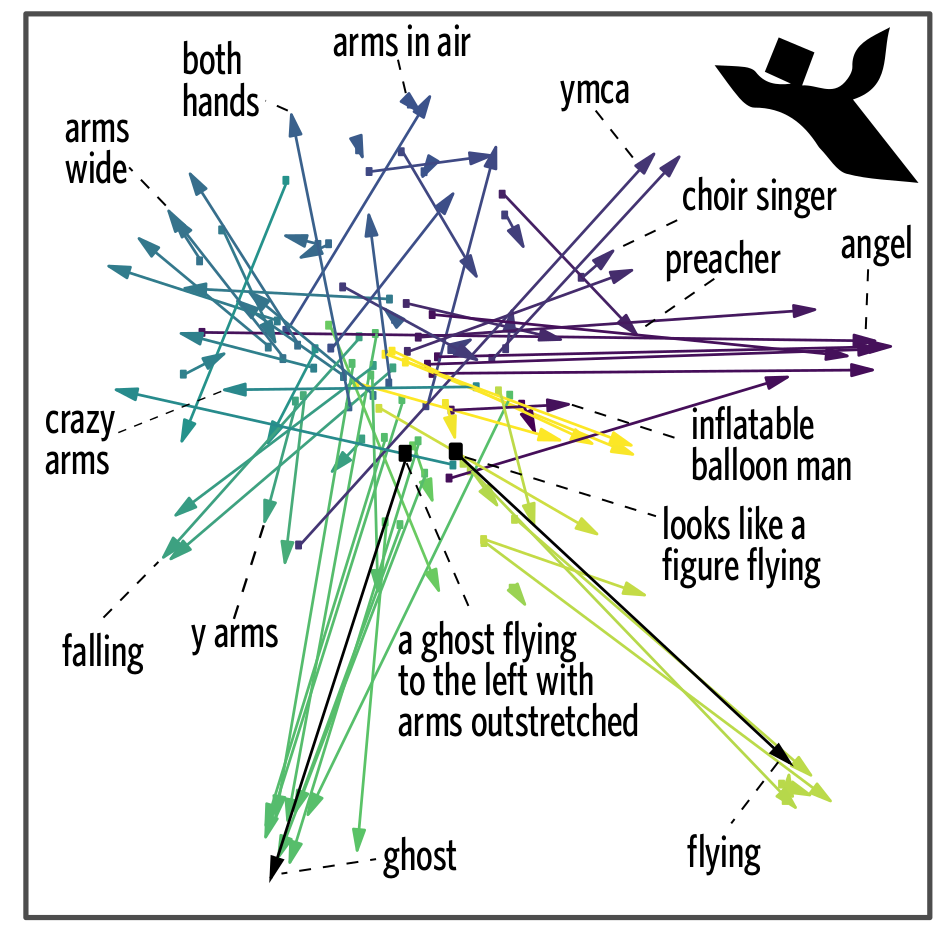 arms in air
both
hands
ymca
arms
wide
choir singer
preacher
angel
crazy
arms
inflatable
balloon man
looks like a
figure flying
falling
y arms
a ghost flying
to the left with
arms outstretched
ghost
flying